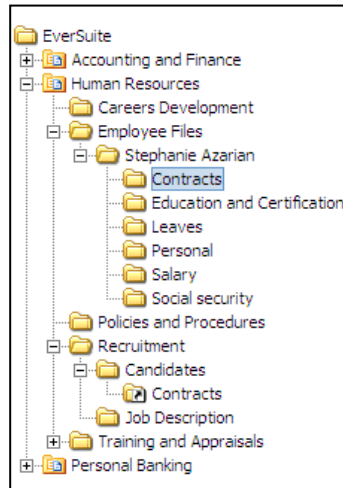 EverSuite
Accounting and Finance
Human Resources
Careers Development
Employee Files
Stephanie Azarian
Contracts
Education and Certification
Leaves
Personal
Salary
Social security
Policies and Procedures
Recruitment
Candidates
Contracts
Job Description
Training and Appraisals
Personal Banking